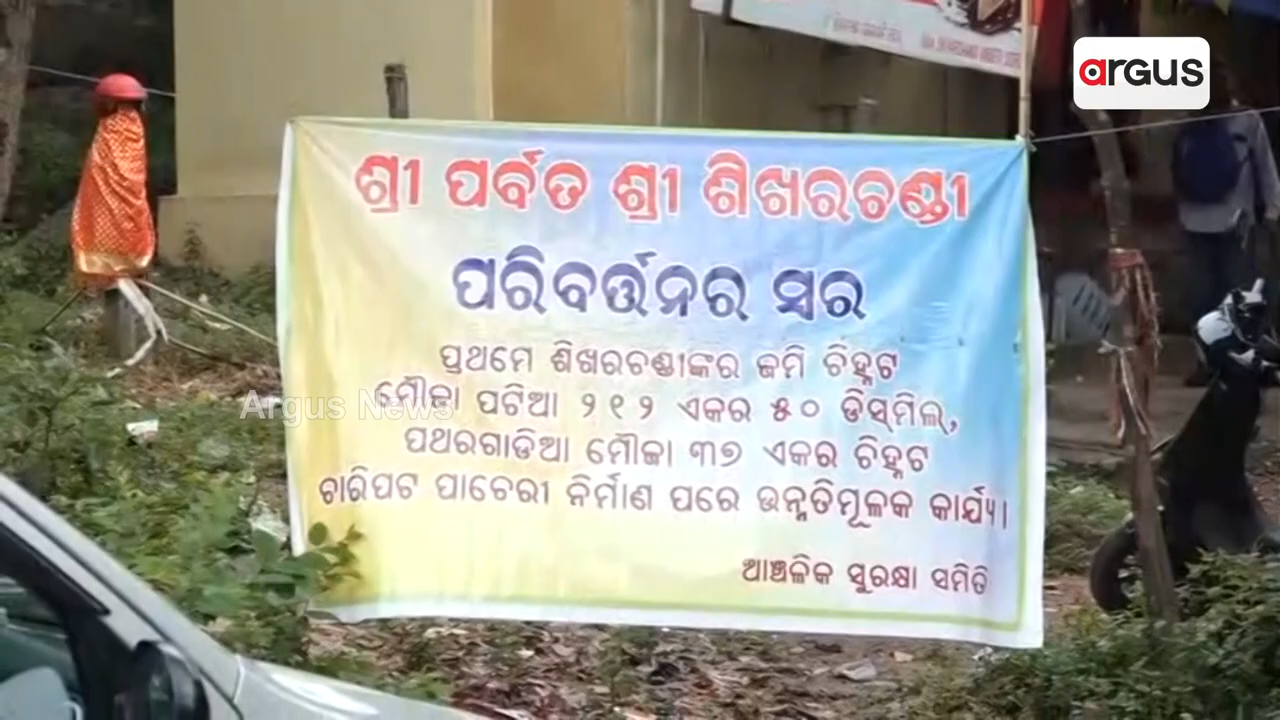 argus
ଶ୍ରୀ ପର୍ବତ ଶ୍ରୀ ଶିଖରଚଣ୍ଡୀ
ପରିବର୍ତ୍ତନର ସ୍ଵର
ପ୍ରଥମେ ଶିଖରଚଣ୍ଡୀଙ୍କର ଜମି ଚିହ୍ନଟ
ମୌଜା ପଟିଆ ୨୧୨ ଏକର ୫୦ ଡିସ୍‌ମିଲ୍,
Argus News
ପଥରଗାଡିଆ ମୌଜା ୩୭ ଏକର ଚିହ୍ନଟ
ଚାରିପଟ ପାଚେରୀ ନିର୍ମାଣ ପରେ ଉନ୍ନତିମୂଳକ କାର୍ଯ୍ୟ।
ଆଞ୍ଚଳିକ ସୁରକ୍ଷା ସମିତି